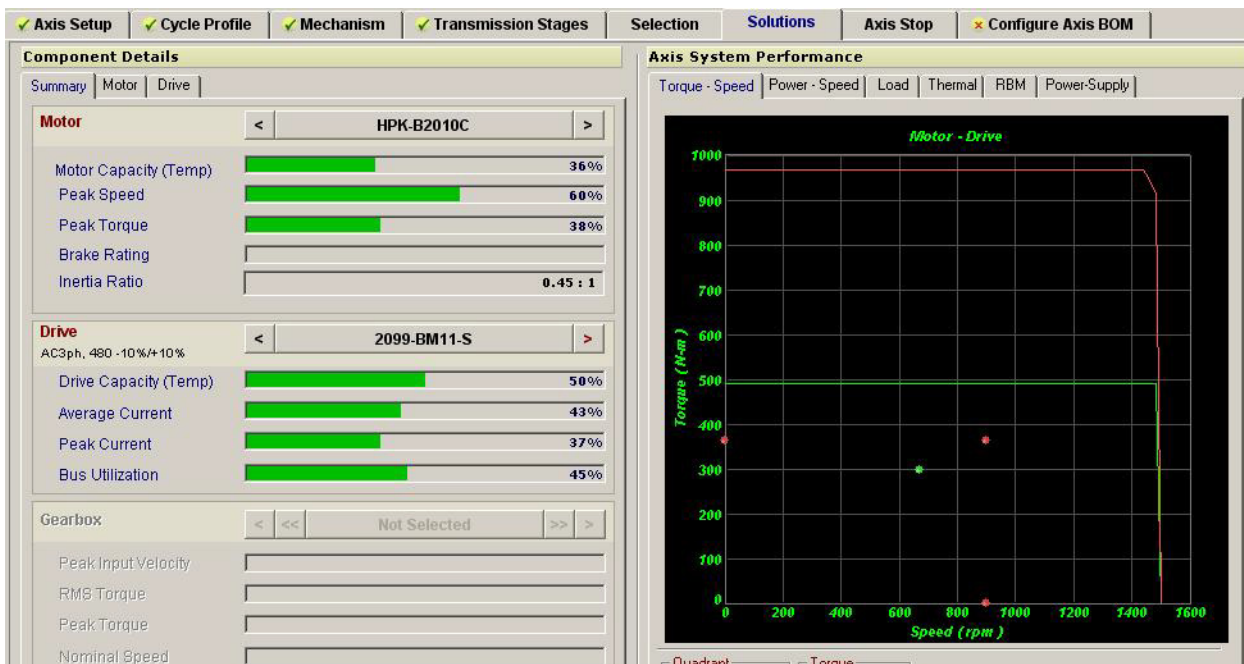 Axis Setup Cycle Profile Mechanism Transmission Stages Selection Solutions Axis Stop Configure Axis BOM
Component Details
Summary Motor Drive
Motor < HPK-B2010C >
Motor Capacity (Temp) 36%
Peak Speed 60%
Peak Torque 38%
Brake Rating
Inertia Ratio 0.45 : 1
Drive < 2099-BM11-S >
AC3ph, 480 -10%/+10%
Drive Capacity (Temp) 50%
Average Current 43%
Peak Current 37%
Bus Utilization 45%
Gearbox < << Not Selected >> >
Peak Input Velocity
RMS Torque
Peak Torque
Nominal Speed
Axis System Performance
Torque - Speed Power - Speed Load Thermal RBM Power-Supply
Motor - Drive
1000
900
800
700
600
500
400
300
200
100
0
Torque (N-m)
0 200 400 600 800 1000 1200 1400 1600
Speed (rpm)
Quadrant Torque